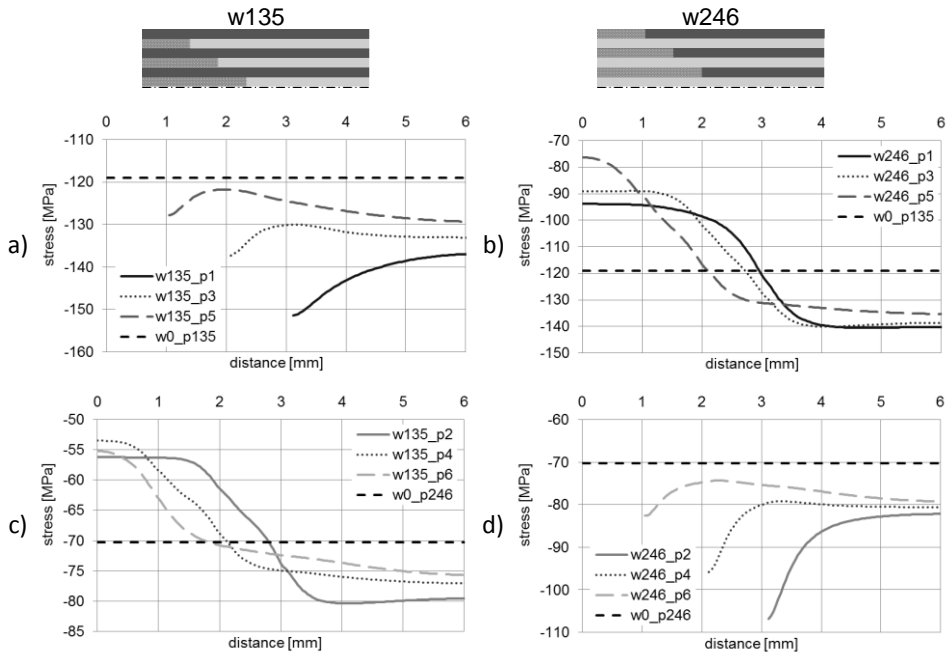 w135
w246
a)
0 1 2 3 4 5 6
-110
-120
-130
-140
-150
-160
stress [MPa]
w135_p1
w135_p3
w135_p5
w0_p135
distance [mm]
b)
0 1 2 3 4 5 6
-70
-80
-90
-100
-110
-120
-130
-140
-150
stress [MPa]
w246_p1
w246_p3
w246_p5
w0_p135
distance [mm]
c)
0 1 2 3 4 5 6
-50
-55
-60
-65
-70
-75
-80
-85
stress [MPa]
w135_p2
w135_p4
w135_p6
w0_p246
distance [mm]
d)
0 1 2 3 4 5 6
-60
-70
-80
-90
-100
-110
stress [MPa]
w246_p2
w246_p4
w246_p6
w0_p246
distance [mm]